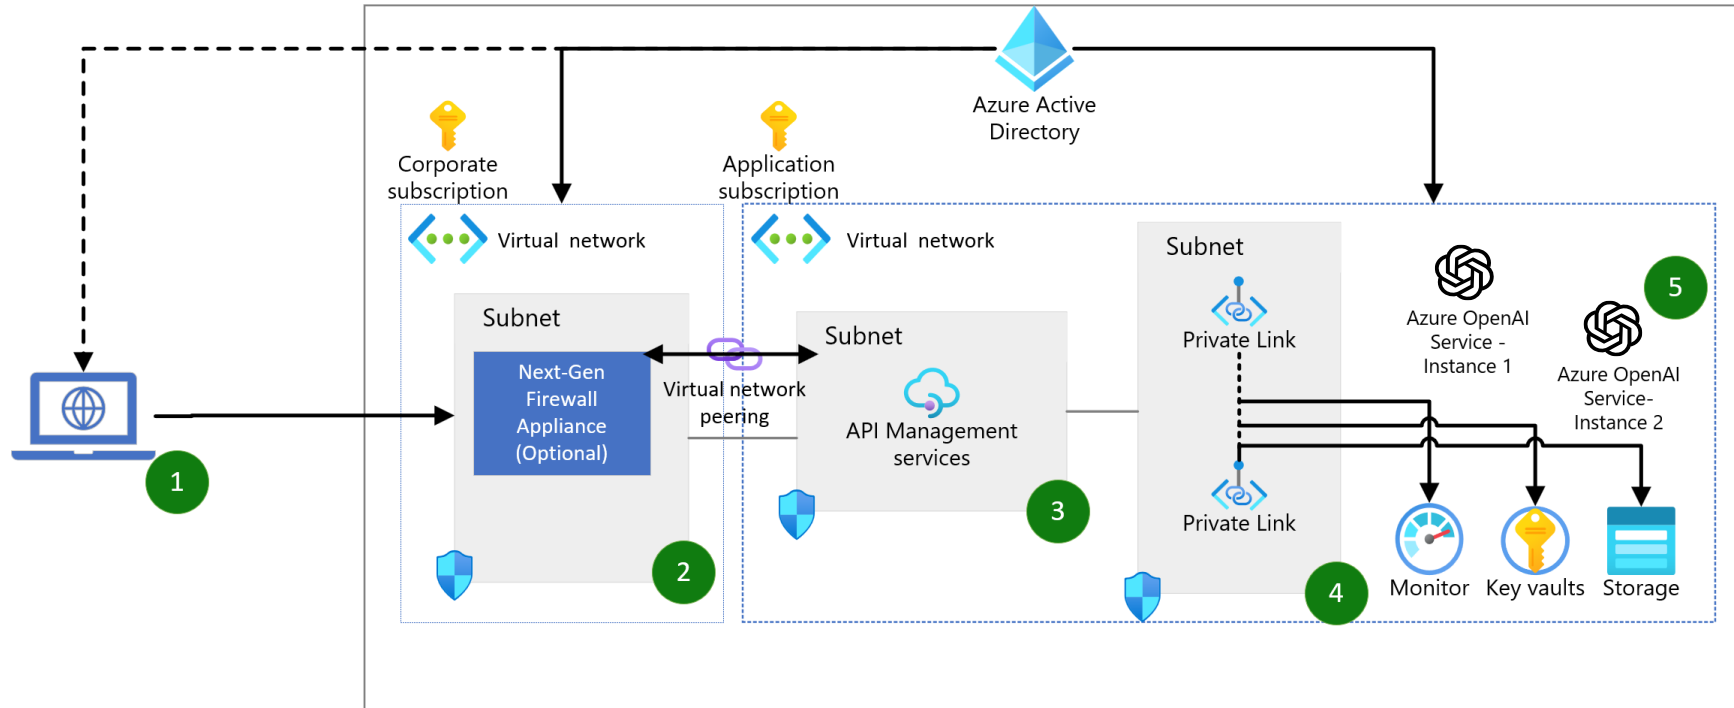 Azure Active
Directory
Corporate
subscription
Application
subscription
Virtual network
Virtual network
Subnet
Next-Gen
Firewall
Appliance
(Optional)
Virtual network
peering
Subnet
API Management
services
Subnet
Private Link
Private Link
Azure OpenAI
Service -
Instance 1
Azure OpenAI
Service-
Instance 2
Monitor
Key vaults
Storage
1
2
3
4
5